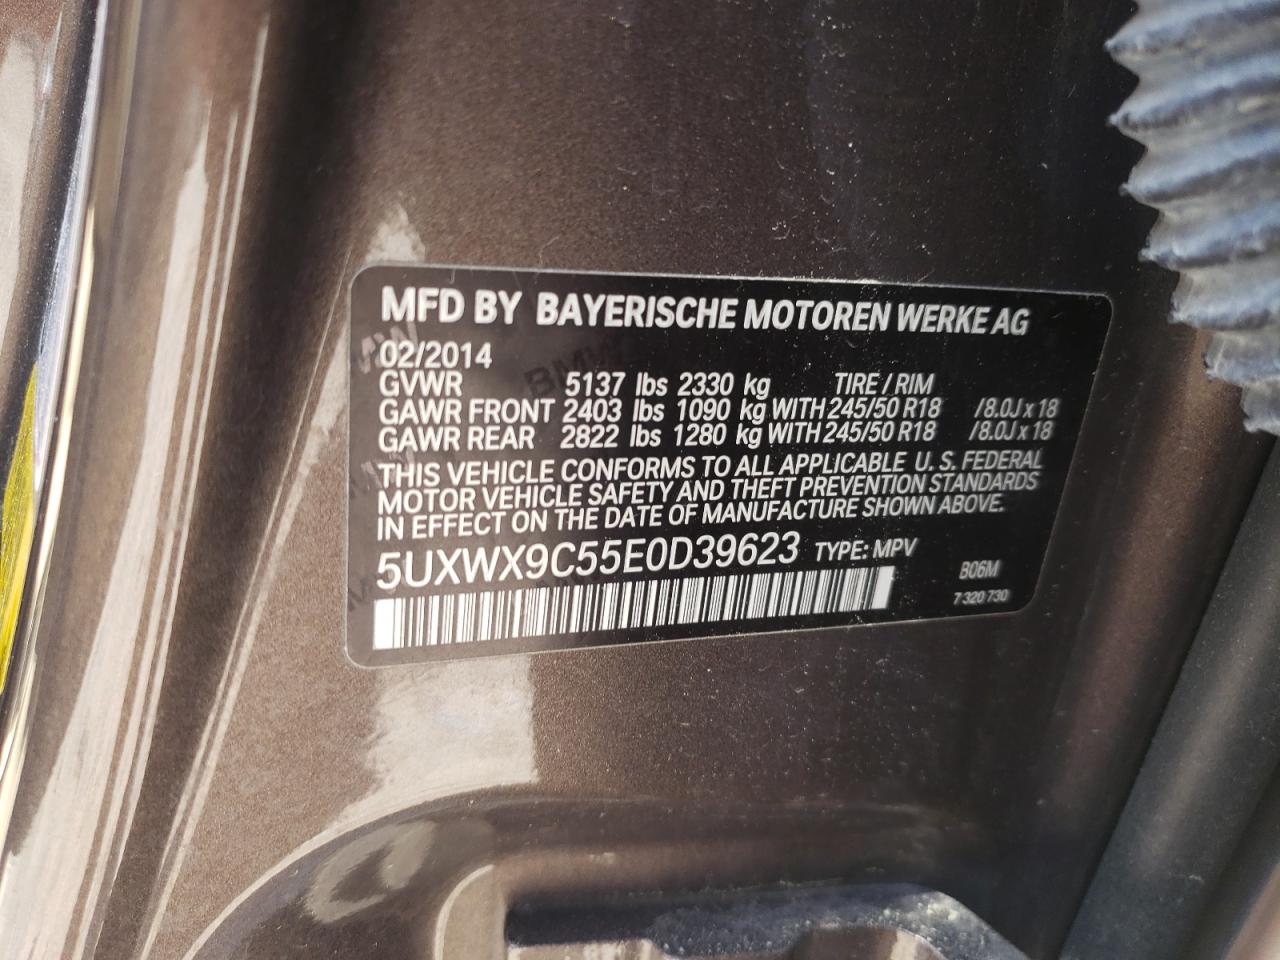 MFD BY BAYERISCHE MOTOREN WERKE AG
02/2014
GVWR 5137 lbs 2330 kg TIRE / RIM
GAWR FRONT 2403 lbs 1090 kg WITH 245/50 R18 /8.0J x 18
GAWR REAR 2822 lbs 1280 kg WITH 245/50 R18 /8.0J x 18
THIS VEHICLE CONFORMS TO ALL APPLICABLE U.S. FEDERAL
MOTOR VEHICLE SAFETY AND THEFT PREVENTION STANDARDS
IN EFFECT ON THE DATE OF MANUFACTURE SHOWN ABOVE.
5UXWX9C55E0D39623 TYPE: MPV
B06M
7 320 730